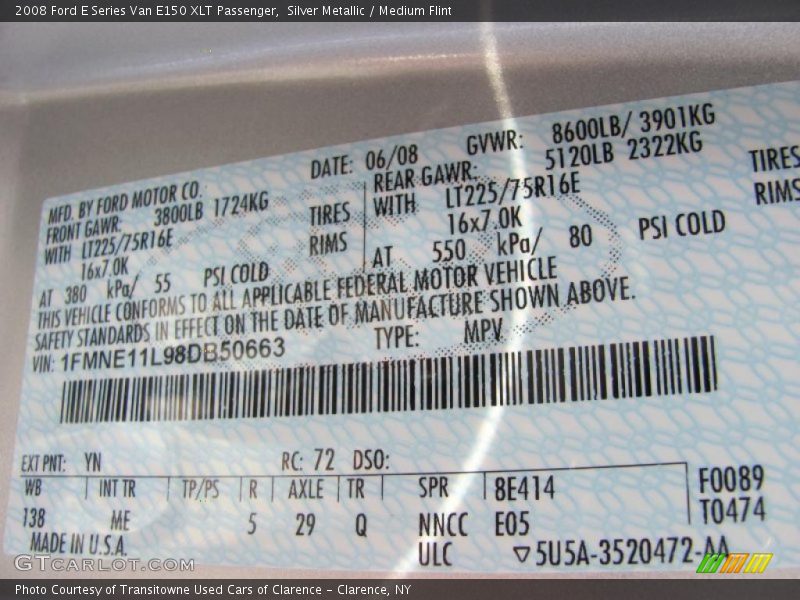 2008 Ford E Series Van E150 XLT Passenger, Silver Metallic / Medium Flint
MFD. BY FORD MOTOR CO.
DATE: 06/08
GVWR: 8600LB/ 3901KG
FRONT GAWR: 3800LB 1724KG
REAR GAWR: 5120LB 2322KG
WITH LT225/75R16E TIRES
WITH LT225/75R16E TIRES
16x7.0K RIMS
16x7.0K RIMS
AT 380 kPa/ 55 PSI COLD
AT 550 kPa/ 80 PSI COLD
THIS VEHICLE CONFORMS TO ALL APPLICABLE FEDERAL MOTOR VEHICLE
SAFETY STANDARDS IN EFFECT ON THE DATE OF MANUFACTURE SHOWN ABOVE.
VIN: 1FMNE11L98DB50663
TYPE: MPV
EXT PNT: YN RC: 72 DSO:
WB INT TR TP/PS R AXLE TR SPR 8E414 F0089
138 ME 5 29 Q NNCC E05 T0474
MADE IN U.S.A. ULC ▽5U5A-3520472-AA
GTCARLOT.COM
Photo Courtesy of Transitowne Used Cars of Clarence - Clarence, NY